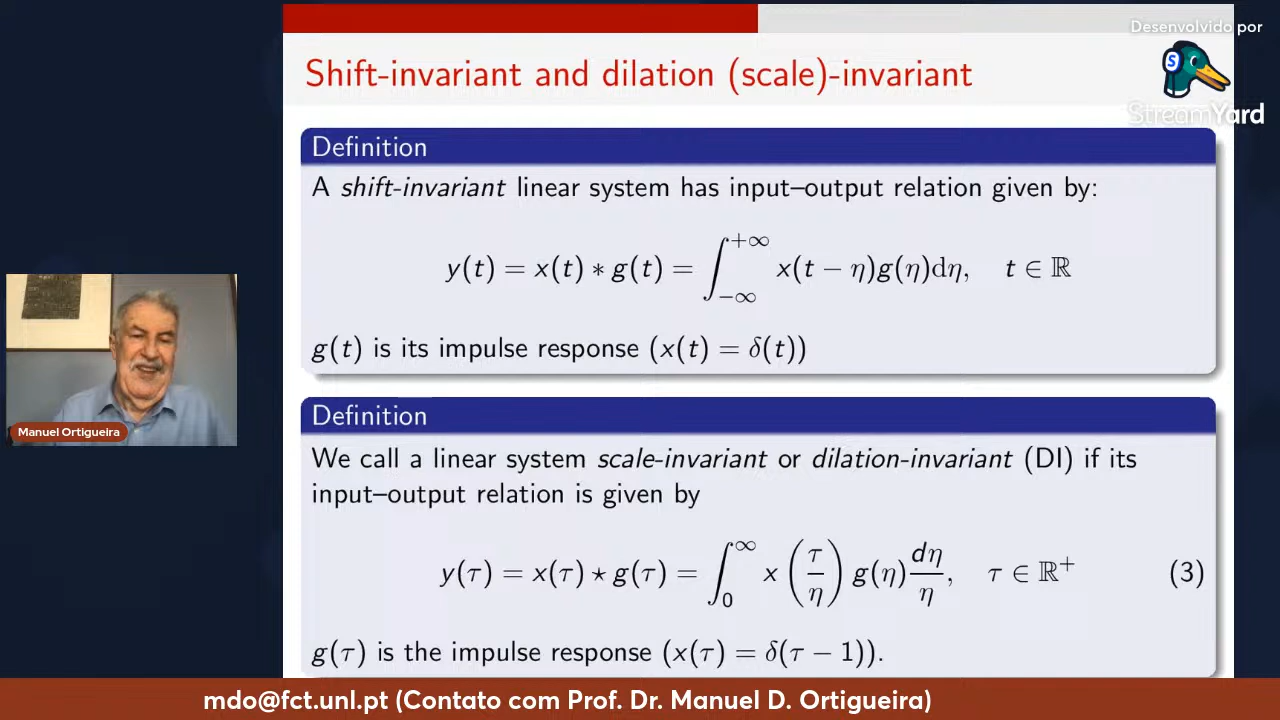 Desenvolvido por
S
StreamYard
Shift-invariant and dilation (scale)-invariant
Definition
A shift-invariant linear system has input–output relation given by:
y(t) = x(t) ∗ g(t) = ∫_{−∞}^{+∞} x(t − η)g(η)dη, t ∈ ℝ
g(t) is its impulse response (x(t) = δ(t))
Definition
We call a linear system scale-invariant or dilation-invariant (DI) if its
input–output relation is given by
y(τ) = x(τ) ⋆ g(τ) = ∫_0^∞ x(τ/η) g(η) dη/η, τ ∈ ℝ⁺ (3)
g(τ) is the impulse response (x(τ) = δ(τ − 1)).
Manuel Ortigueira
mdo@fct.unl.pt (Contato com Prof. Dr. Manuel D. Ortigueira)